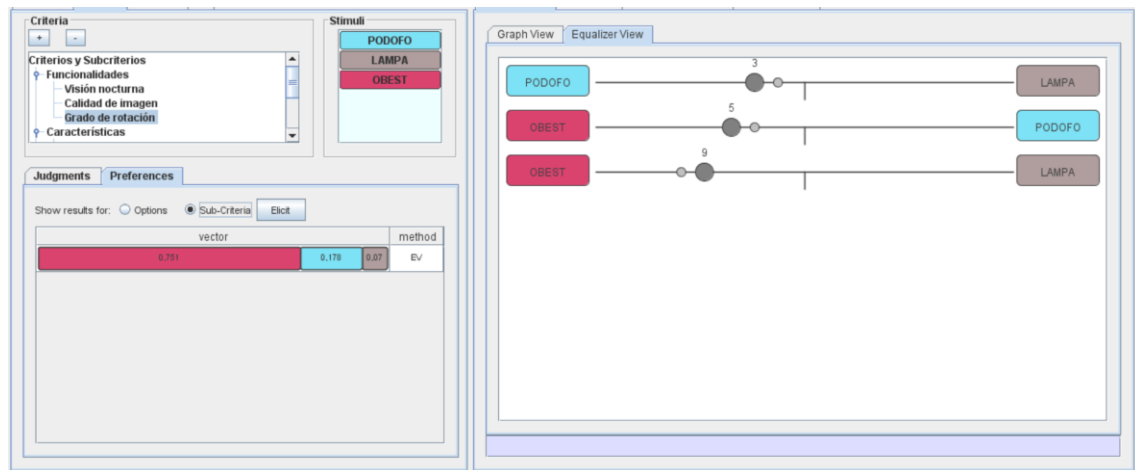 Criteria
+ -
Criterios y Subcriterios
Funcionalidades
Visión nocturna
Calidad de imagen
Grado de rotación
Características
Stimuli
PODOFO
LAMPA
OBEST
Judgments Preferences
Show results for: Options Sub-Criteria Elicit
vector method
0,751 0,178 0,07 EV
Graph View Equalizer View
3
PODOFO LAMPA
5
OBEST PODOFO
9
OBEST LAMPA